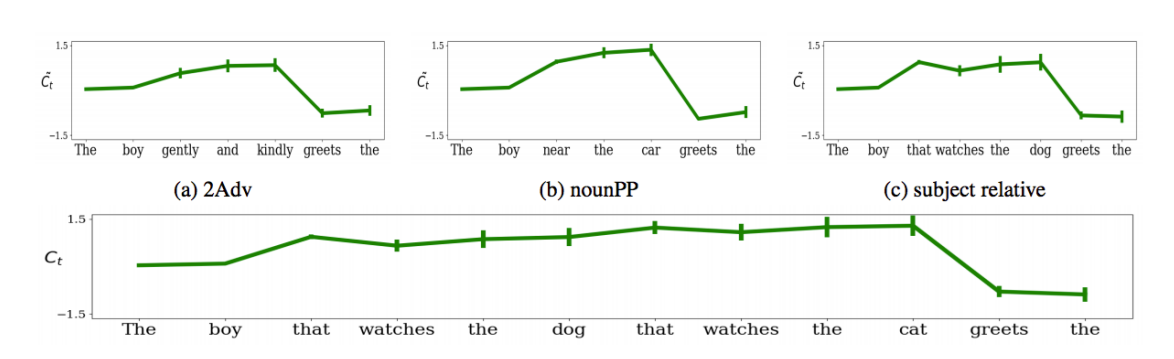 1.5 1.5 1.5
C̃t C̃t C̃t
−1.5 −1.5 −1.5
The boy gently and kindly greets the The boy near the car greets the The boy that watches the dog greets the
(a) 2Adv (b) nounPP (c) subject relative
1.5
Ct
−1.5
The boy that watches the dog that watches the cat greets the